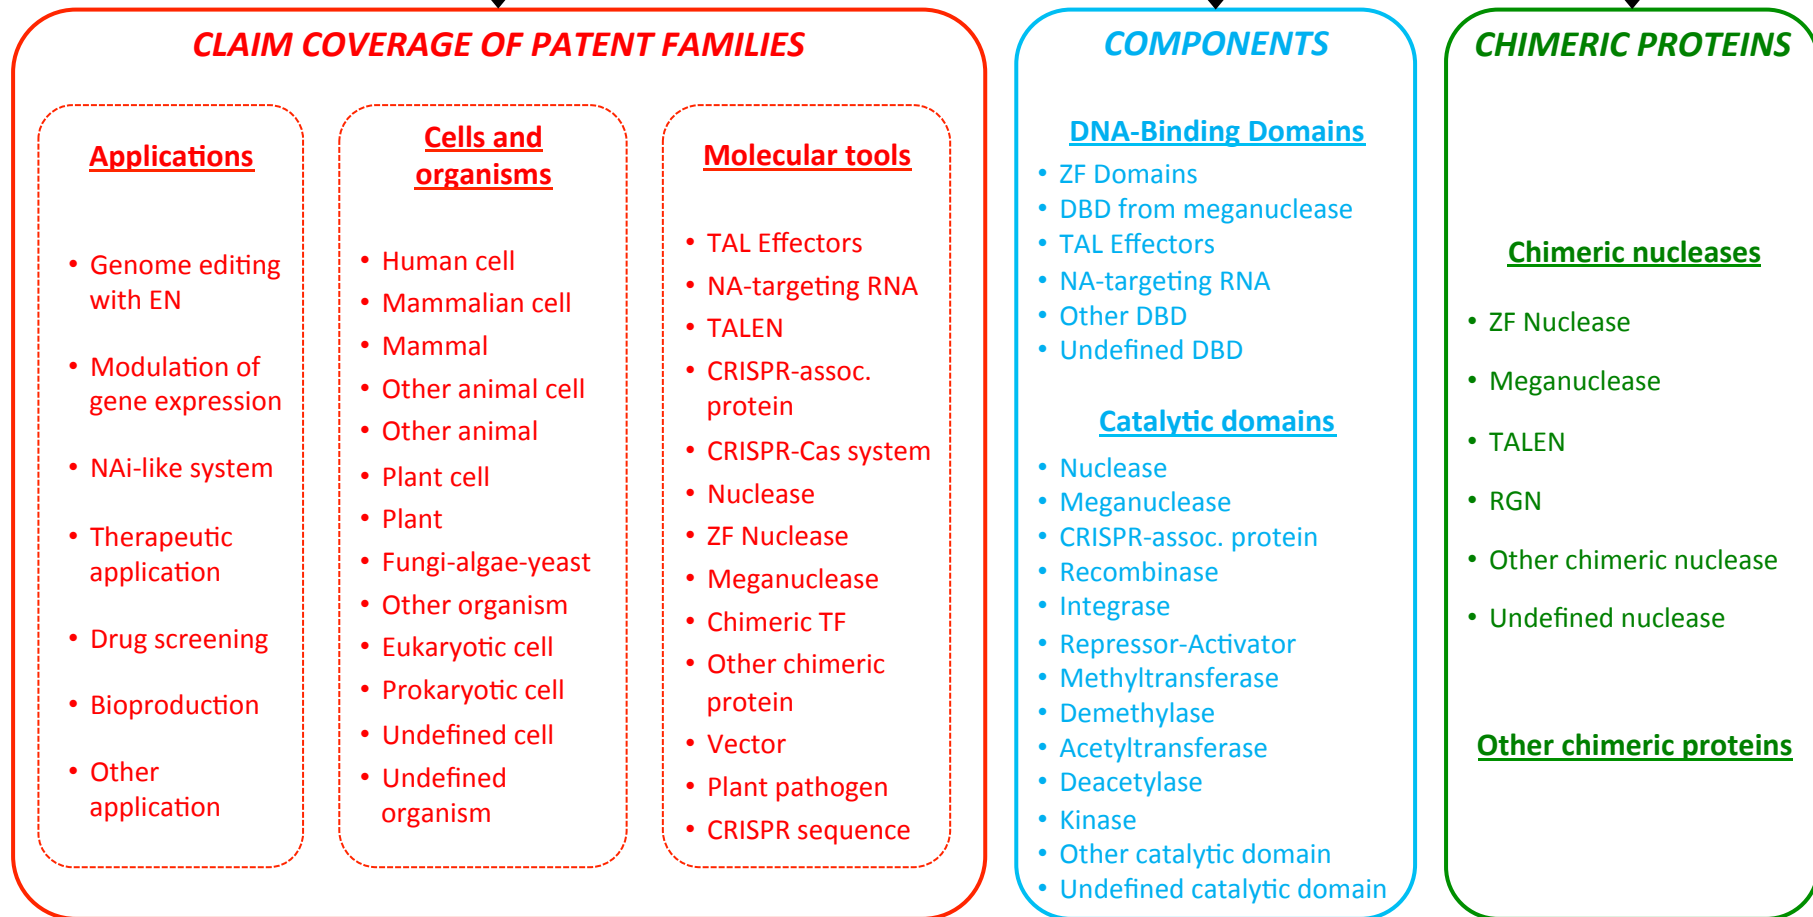 CLAIM COVERAGE OF PATENT FAMILIES
Applications
• Genome editing
with EN
• Modulation of
gene expression
• NAi-like system
• Therapeutic
application
• Drug screening
• Bioproduction
• Other
application
Cells and
organisms
• Human cell
• Mammalian cell
• Mammal
• Other animal cell
• Other animal
• Plant cell
• Plant
• Fungi-algae-yeast
• Other organism
• Eukaryotic cell
• Prokaryotic cell
• Undefined cell
• Undefined
organism
Molecular tools
• TAL Effectors
• NA-targeting RNA
• TALEN
• CRISPR-assoc.
protein
• CRISPR-Cas system
• Nuclease
• ZF Nuclease
• Meganuclease
• Chimeric TF
• Other chimeric
protein
• Vector
• Plant pathogen
• CRISPR sequence
COMPONENTS
DNA-Binding Domains
• ZF Domains
• DBD from meganuclease
• TAL Effectors
• NA-targeting RNA
• Other DBD
• Undefined DBD
Catalytic domains
• Nuclease
• Meganuclease
• CRISPR-assoc. protein
• Recombinase
• Integrase
• Repressor-Activator
• Methyltransferase
• Demethylase
• Acetyltransferase
• Deacetylase
• Kinase
• Other catalytic domain
• Undefined catalytic domain
CHIMERIC PROTEINS
Chimeric nucleases
• ZF Nuclease
• Meganuclease
• TALEN
• RGN
• Other chimeric nuclease
• Undefined nuclease
Other chimeric proteins